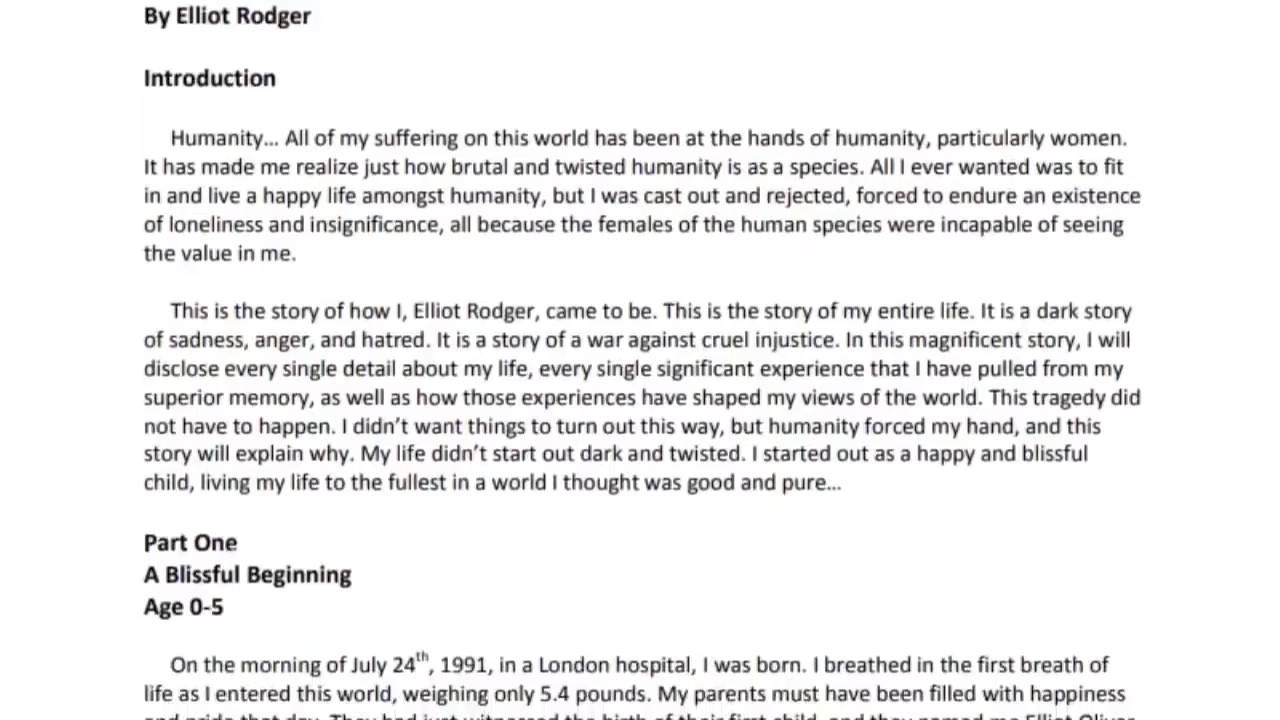 By Elliot Rodger
Introduction
Humanity... All of my suffering on this world has been at the hands of humanity, particularly women.
It has made me realize just how brutal and twisted humanity is as a species. All I ever wanted was to fit
in and live a happy life amongst humanity, but I was cast out and rejected, forced to endure an existence
of loneliness and insignificance, all because the females of the human species were incapable of seeing
the value in me.
This is the story of how I, Elliot Rodger, came to be. This is the story of my entire life. It is a dark story
of sadness, anger, and hatred. It is a story of a war against cruel injustice. In this magnificent story, I will
disclose every single detail about my life, every single significant experience that I have pulled from my
superior memory, as well as how those experiences have shaped my views of the world. This tragedy did
not have to happen. I didn't want things to turn out this way, but humanity forced my hand, and this
story will explain why. My life didn't start out dark and twisted. I started out as a happy and blissful
child, living my life to the fullest in a world I thought was good and pure...
Part One
A Blissful Beginning
Age 0-5
On the morning of July 24th, 1991, in a London hospital, I was born. I breathed in the first breath of
life as I entered this world, weighing only 5.4 pounds. My parents must have been filled with happiness